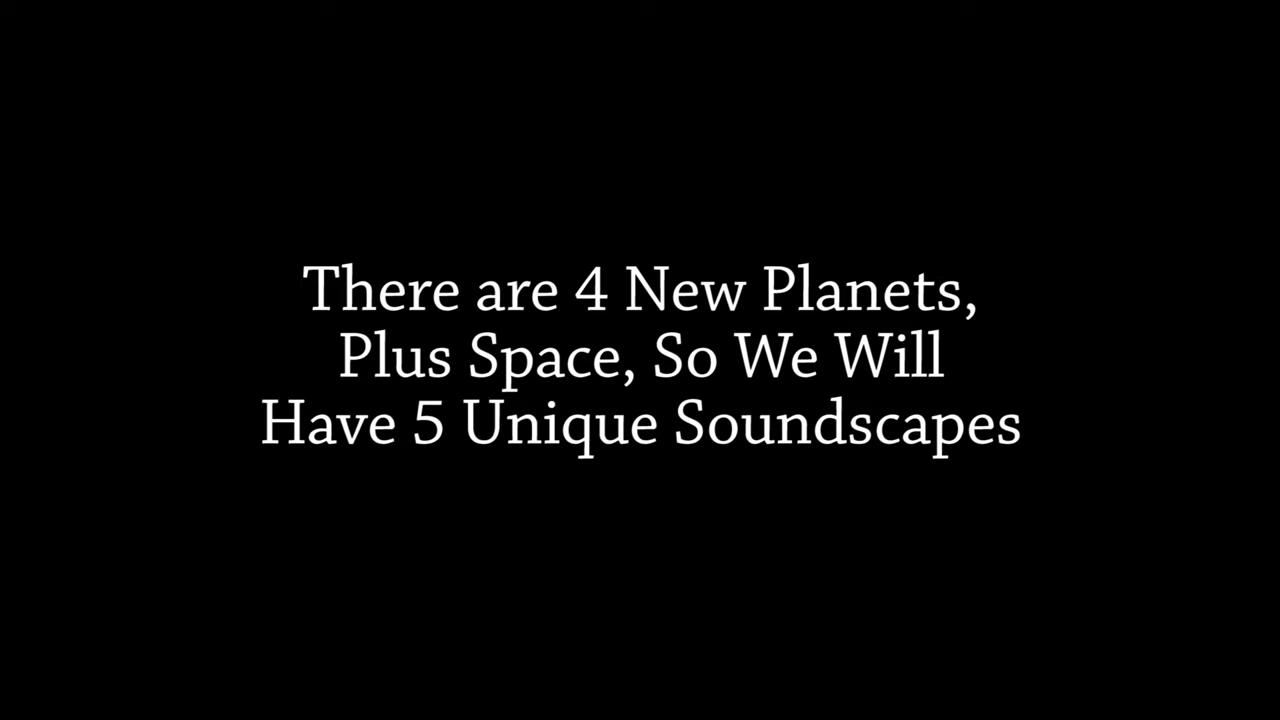 There are 4 New Planets,
Plus Space, So We Will
Have 5 Unique Soundscapes